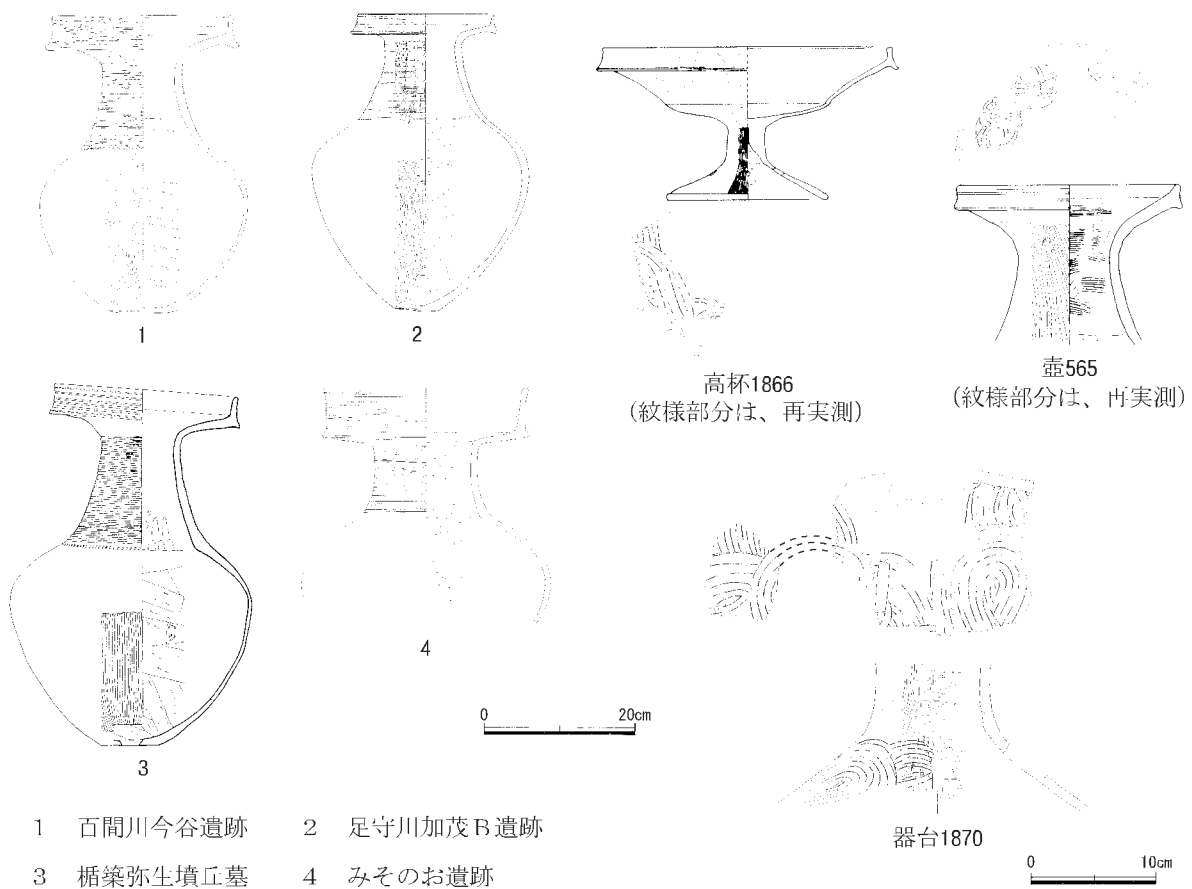 1
2
高杯1866
(紋様部分は、再実測)
壺565
(紋様部分は、再実測)
3
4
0 20cm
器台1870
0 10cm
1 百間川今谷遺跡 2 足守川加茂B遺跡
3 楯築弥生墳丘墓 4 みそのお遺跡